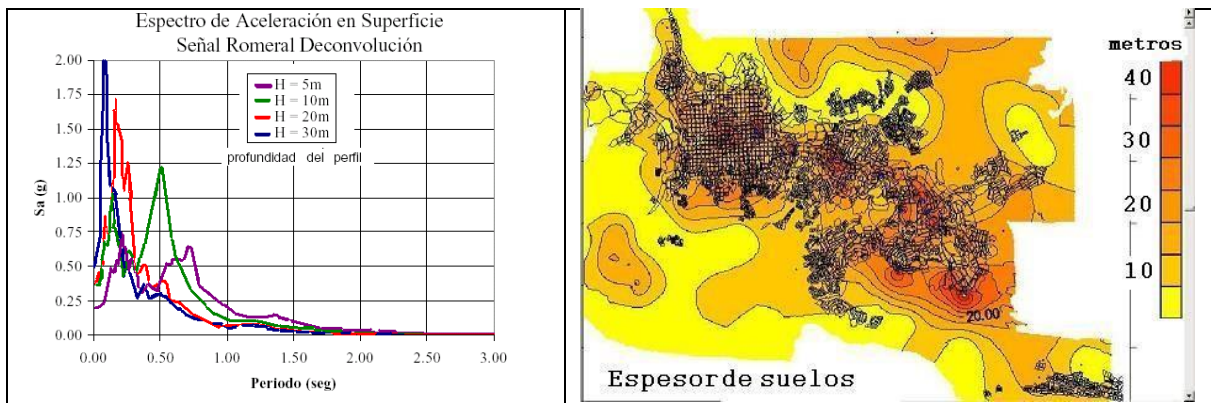 Espectro de Aceleración en Superficie
Señal Romeral Deconvolución
2.00
1.75
1.50
1.25
1.00
0.75
0.50
0.25
0.00
Sa (g)
H = 5m
H = 10m
H = 20m
H = 30m
profundidad del perfil
0.00 0.50 1.00 1.50 2.00 2.50 3.00
Periodo (seg)
metros
40
30
20
10
20.00
Espesor de suelos